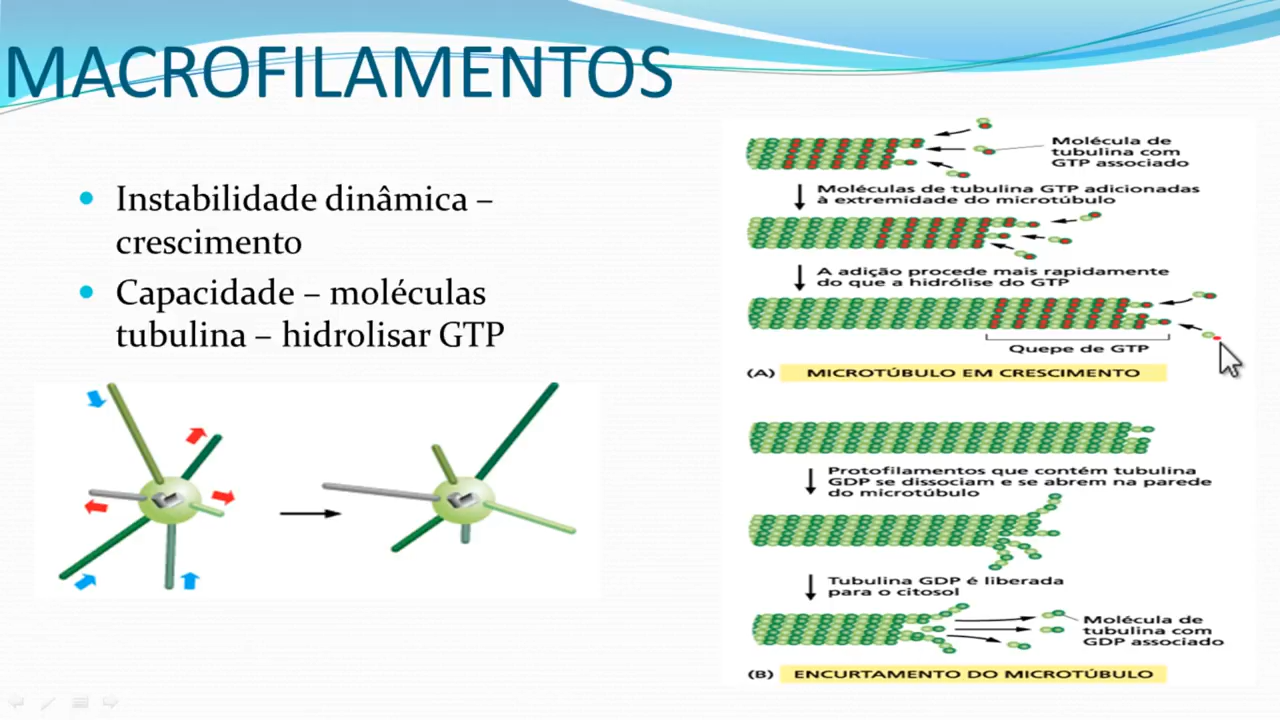 MACROFILAMENTOS
Instabilidade dinâmica –
crescimento
Capacidade – moléculas
tubulina – hidrolisar GTP
Molécula de
tubulina com
GTP associado
Moléculas de tubulina GTP adicionadas
à extremidade do microtúbulo
A adição procede mais rapidamente
do que a hidrólise do GTP
Quepe de GTP
(A) MICROTÚBULO EM CRESCIMENTO
Protofilamentos que contém tubulina
GDP se dissociam e se abrem na parede
do microtúbulo
Tubulina GDP é liberada
para o citosol
Molécula de
tubulina com
GDP associado
(B) ENCURTAMENTO DO MICROTÚBULO